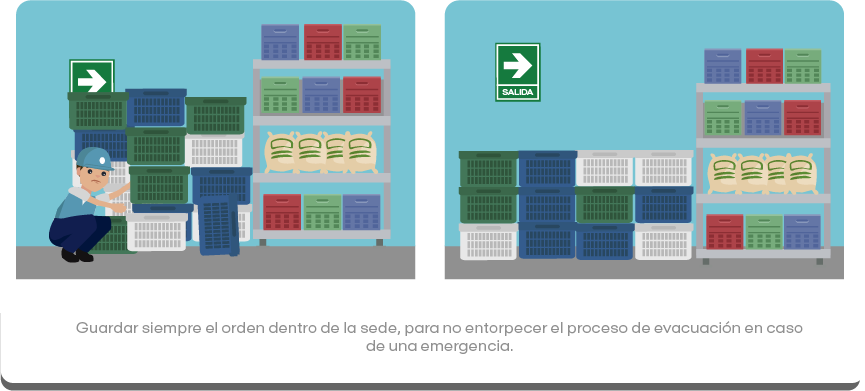 SALIDA
Guardar siempre el orden dentro de la sede, para no entorpecer el proceso de evacuación en caso
de una emergencia.